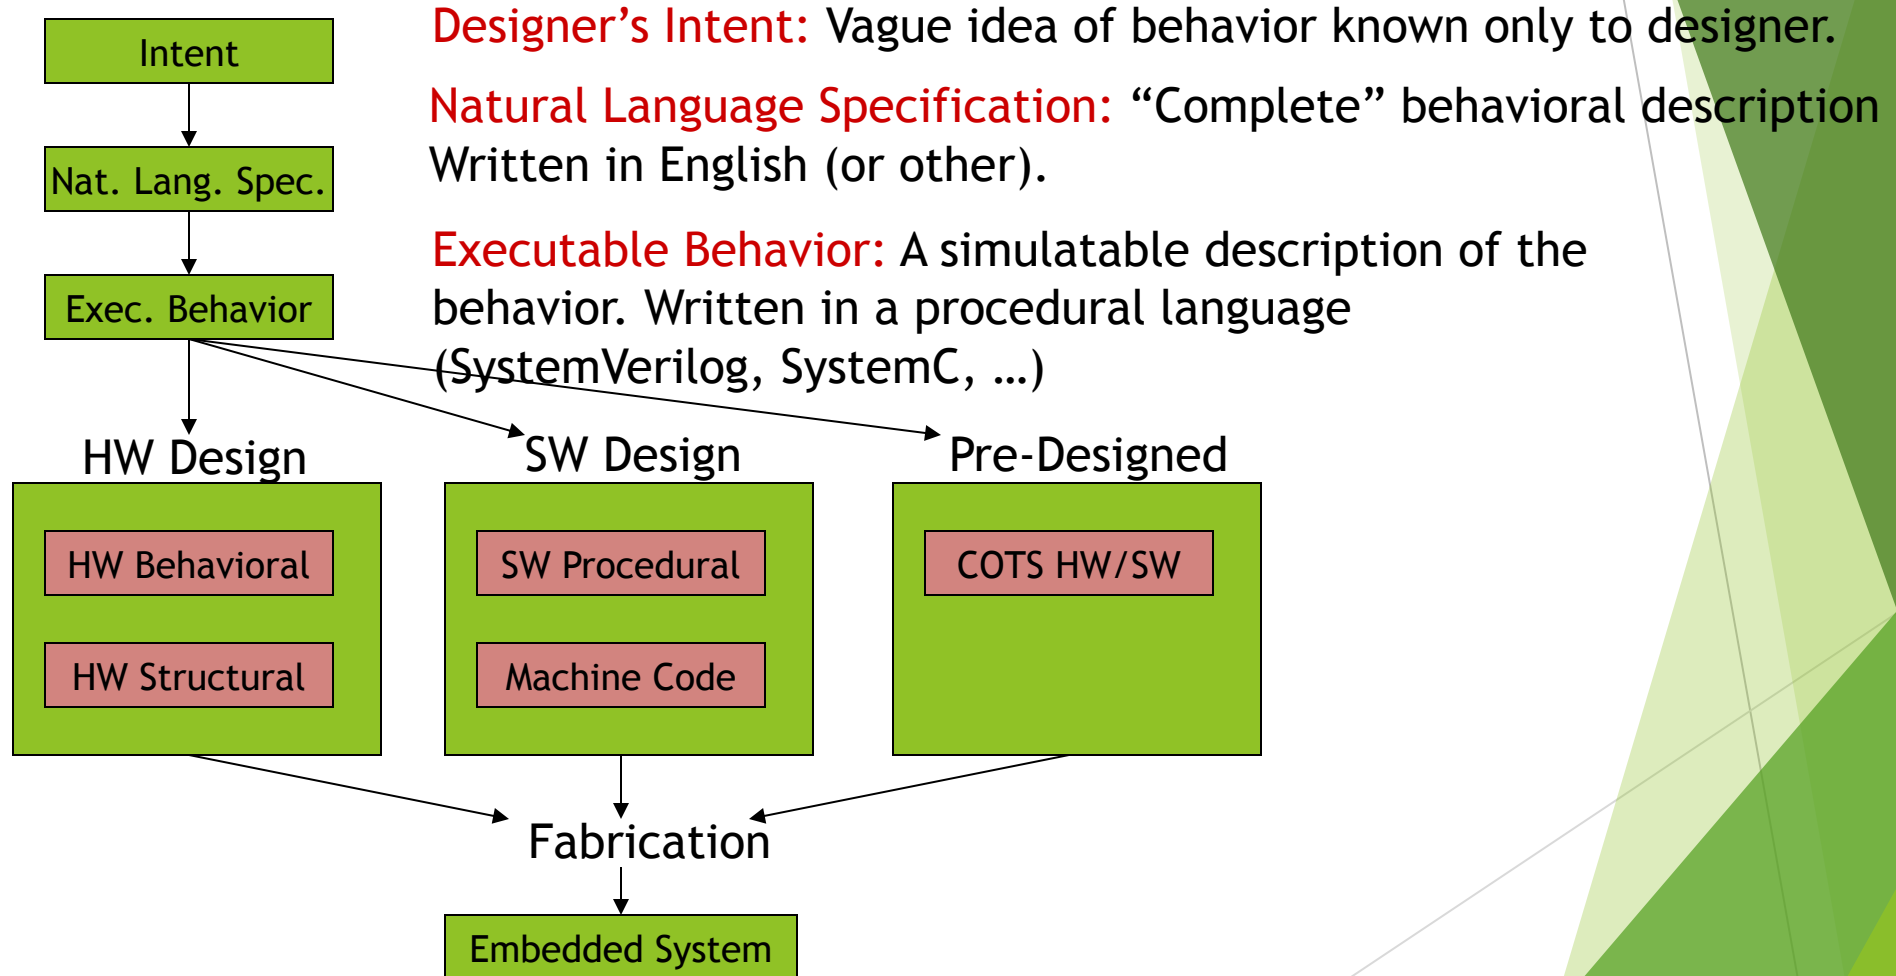 Intent
Designer’s Intent: Vague idea of behavior known only to designer.
Natural Language Specification: “Complete” behavioral description
Written in English (or other).
Nat. Lang. Spec.
Executable Behavior: A simulatable description of the
behavior. Written in a procedural language
(SystemVerilog, SystemC, …)
Exec. Behavior
HW Design
SW Design
Pre-Designed
HW Behavioral
SW Procedural
COTS HW/SW
HW Structural
Machine Code
Fabrication
Embedded System